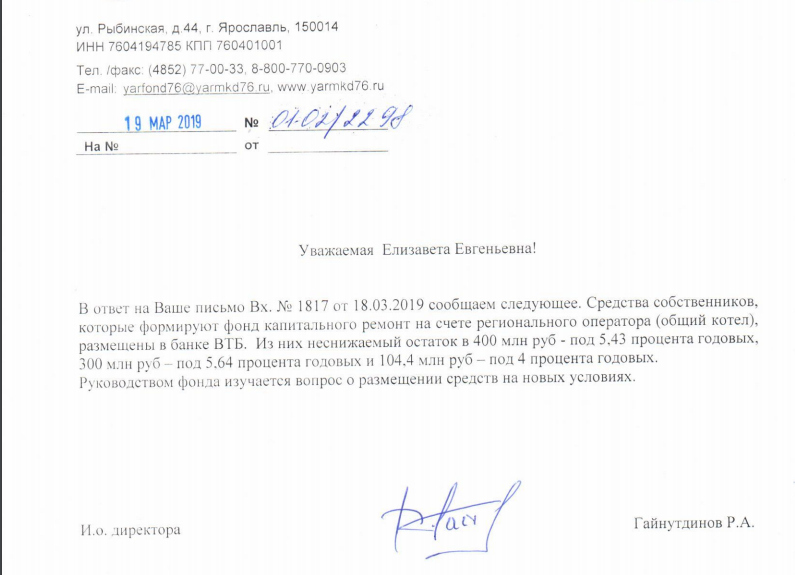 ул. Рыбинская, д.44, г. Ярославль, 150014
ИНН 7604194785 КПП 760401001
Тел. /факс: (4852) 77-00-33, 8-800-770-0903
E-mail: yarfond76@yarmkd76.ru, www.yarmkd76.ru
19 МАР 2019 № 01-02/2298
На № от
Уважаемая Елизавета Евгеньевна!
В ответ на Ваше письмо Вх. № 1817 от 18.03.2019 сообщаем следующее. Средства собственников,
которые формируют фонд капитального ремонт на счете регионального оператора (общий котел),
размещены в банке ВТБ. Из них неснижаемый остаток в 400 млн руб - под 5,43 процента годовых,
300 млн руб – под 5,64 процента годовых и 104,4 млн руб – под 4 процента годовых.
Руководством фонда изучается вопрос о размещении средств на новых условиях.
И.о. директора Гайнутдинов Р.А.